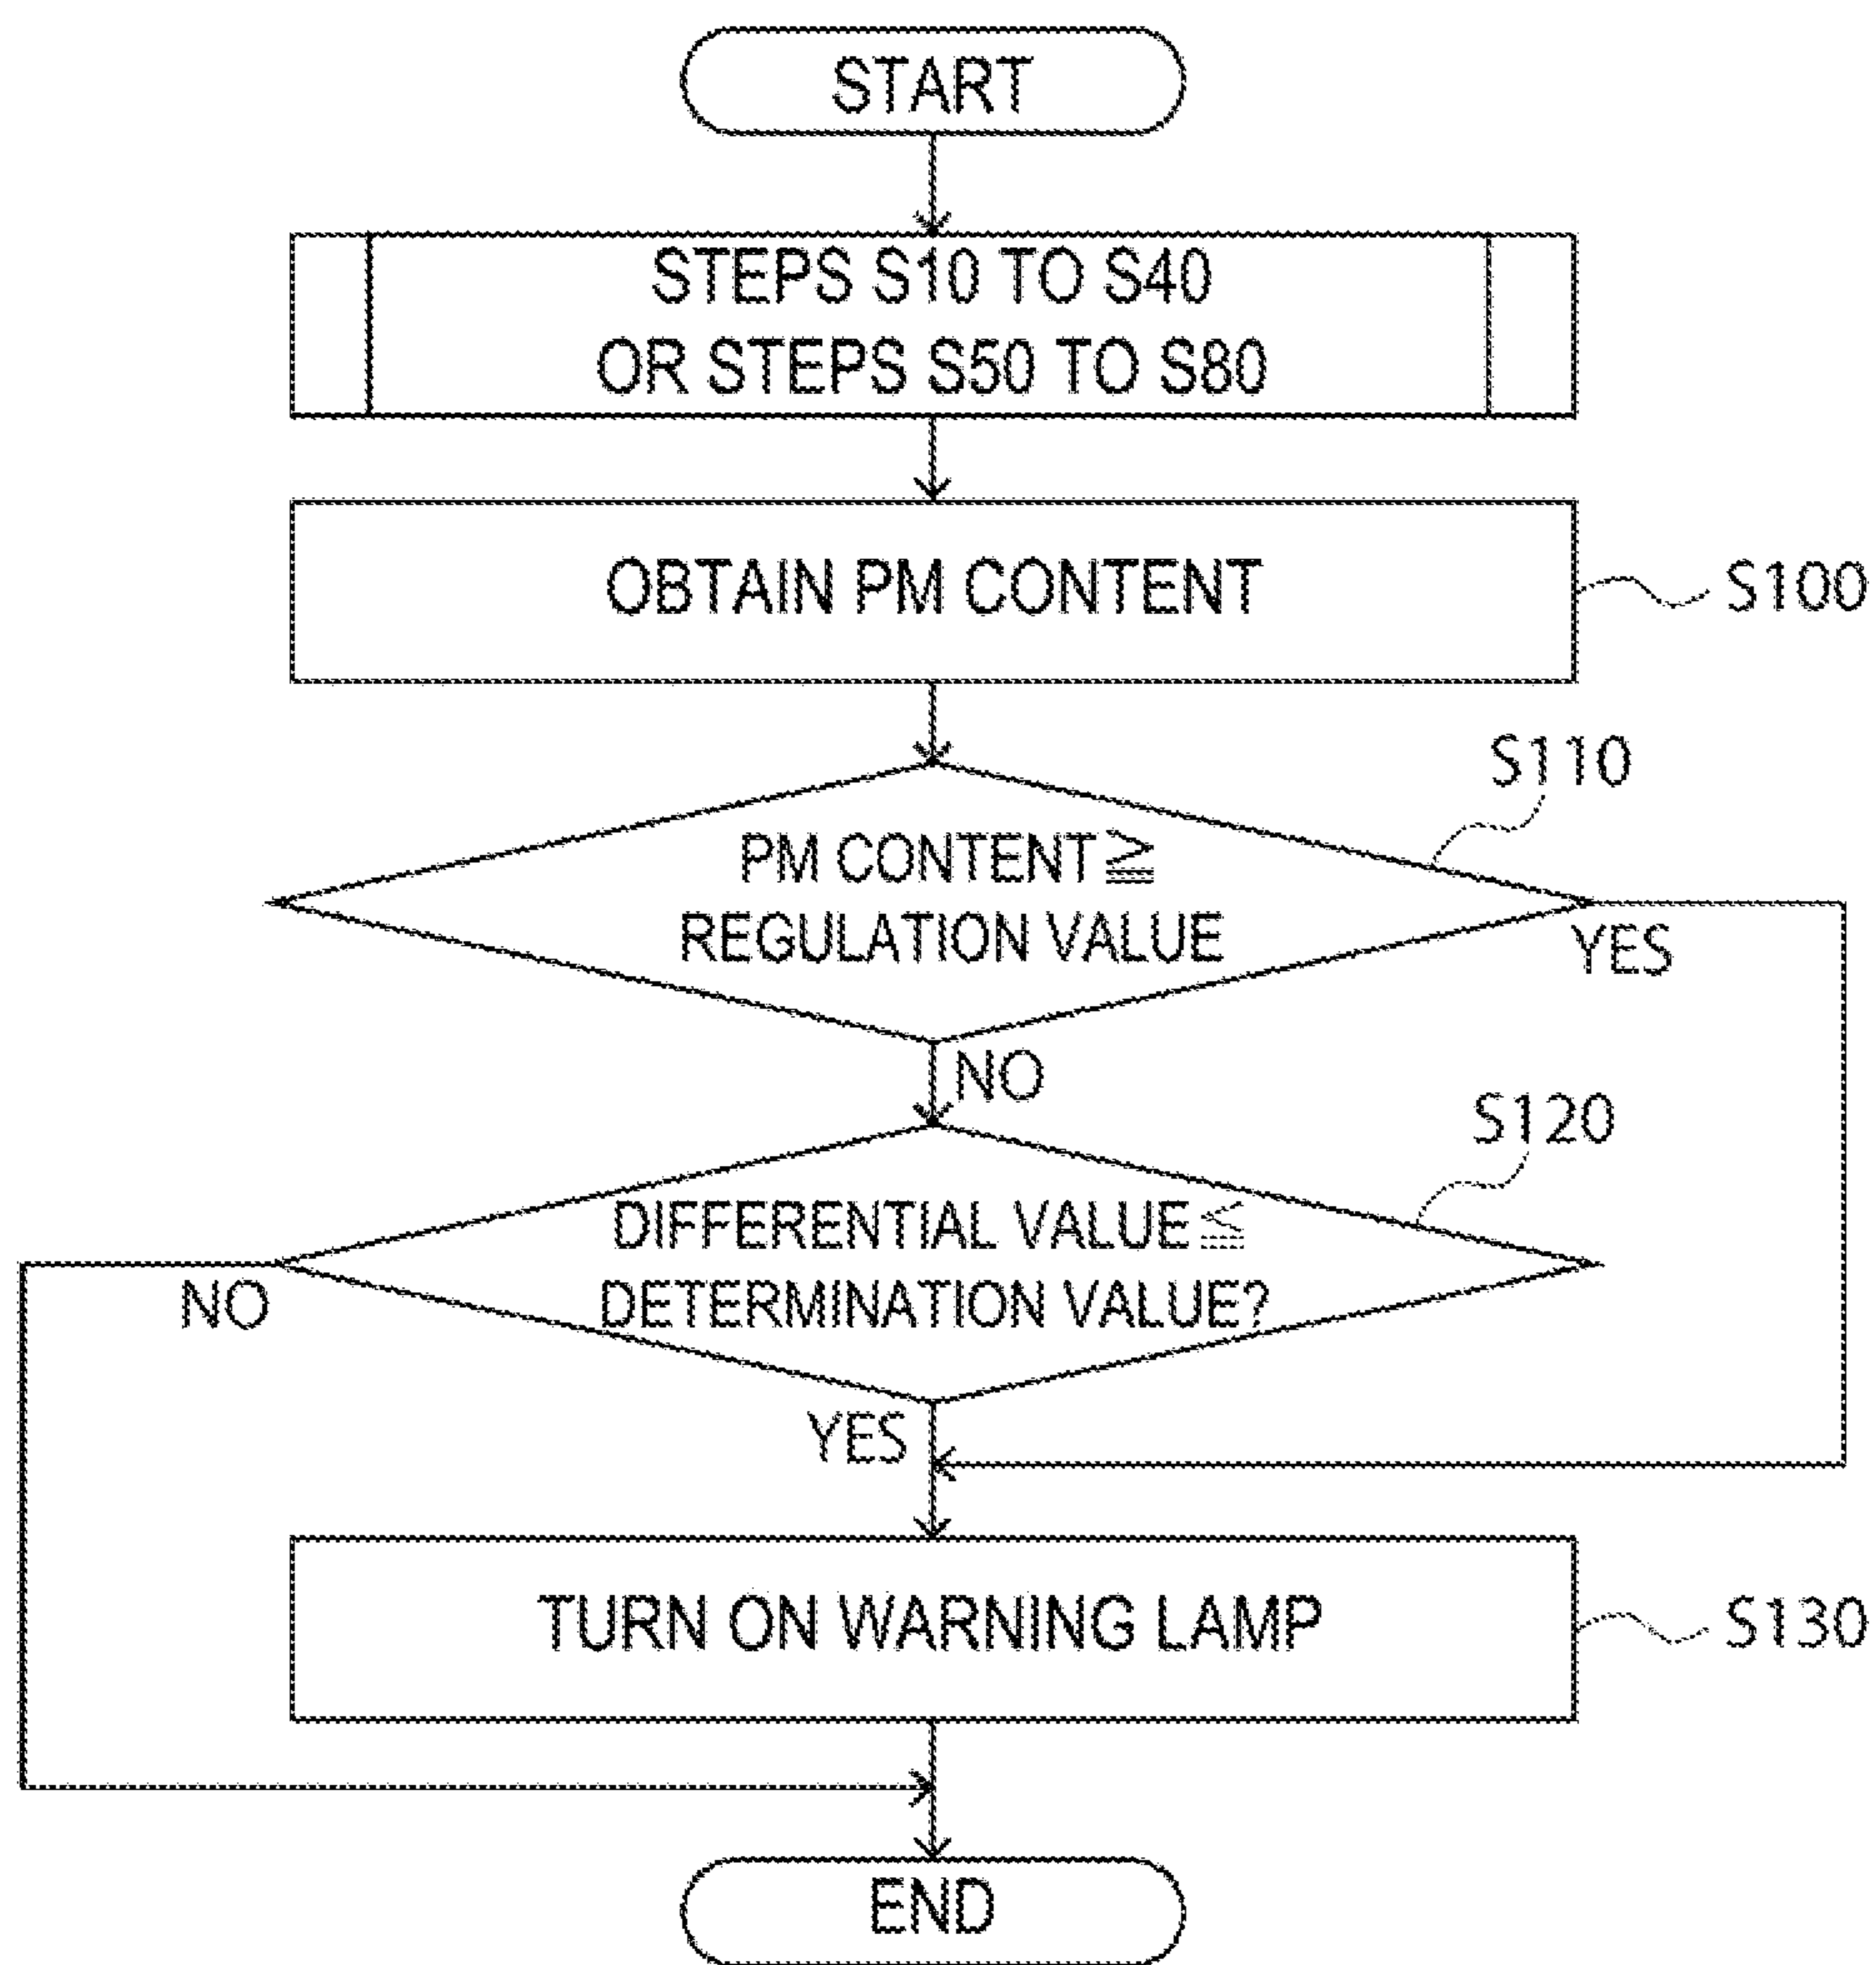 START
STEPS S10 TO S40
OR STEPS S50 TO S80
OBTAIN PM CONTENT
S100
S110
PM CONTENT≧
REGULATION VALUE
YES
NO
S120
DIFFERENTIAL VALUE≦
DETERMINATION VALUE?
NO
YES
TURN ON WARNING LAMP
S130
END